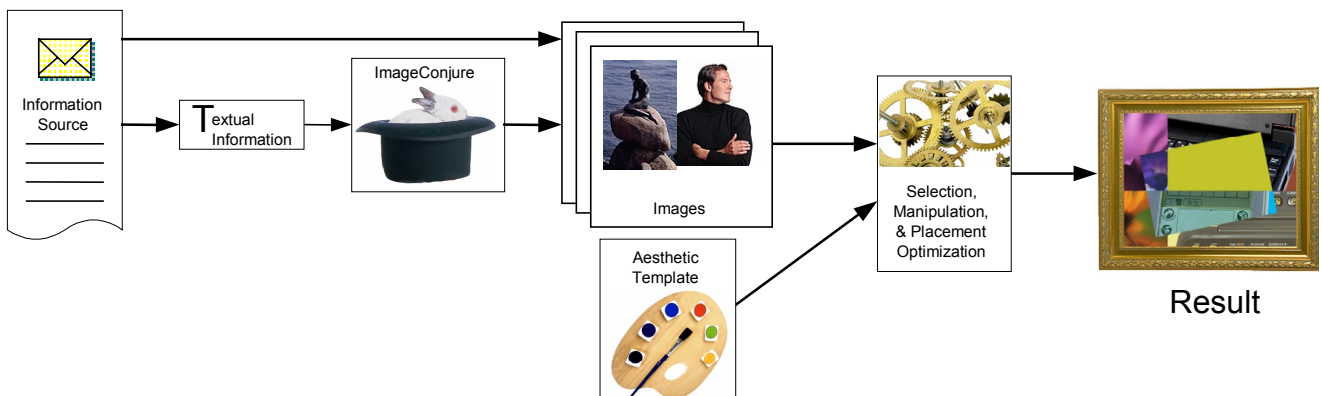 Information
Source
Textual
Information
ImageConjure
Images
Aesthetic
Template
Selection,
Manipulation,
& Placement
Optimization
Result